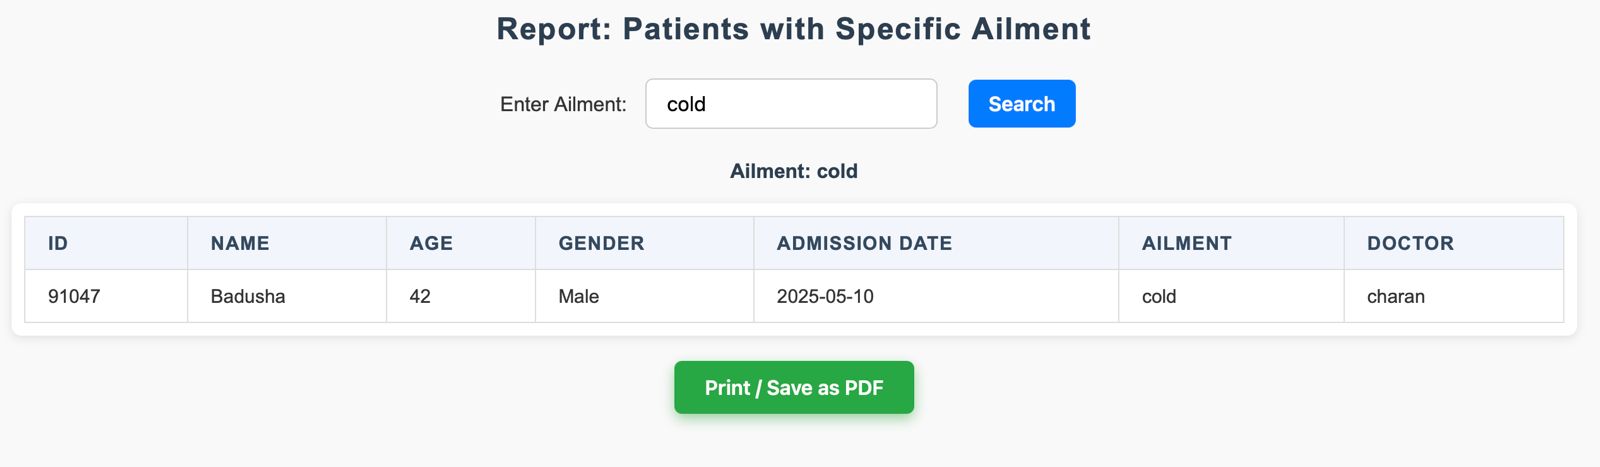 Report: Patients with Specific Ailment
Enter Ailment: cold Search
Ailment: cold
ID NAME AGE GENDER ADMISSION DATE AILMENT DOCTOR
91047 Badusha 42 Male 2025-05-10 cold charan
Print / Save as PDF